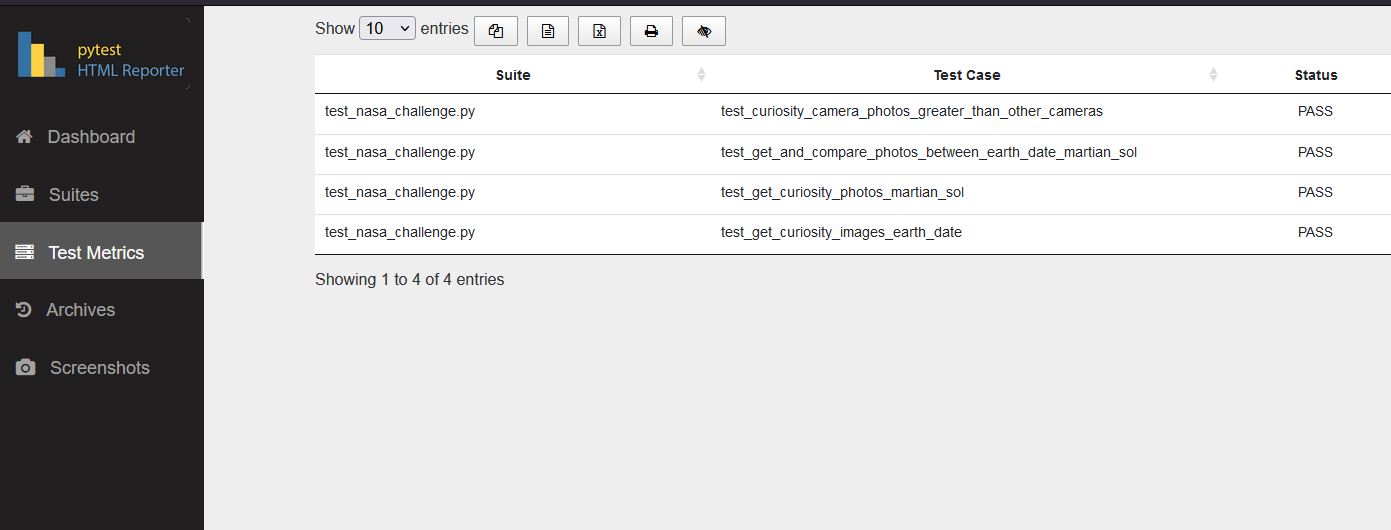 pytest
HTML Reporter
Dashboard
Suites
Test Metrics
Archives
Screenshots
Show 10 entries
Suite Test Case Status
test_nasa_challenge.py test_curiosity_camera_photos_greater_than_other_cameras PASS
test_nasa_challenge.py test_get_and_compare_photos_between_earth_date_martian_sol PASS
test_nasa_challenge.py test_get_curiosity_photos_martian_sol PASS
test_nasa_challenge.py test_get_curiosity_images_earth_date PASS
Showing 1 to 4 of 4 entries